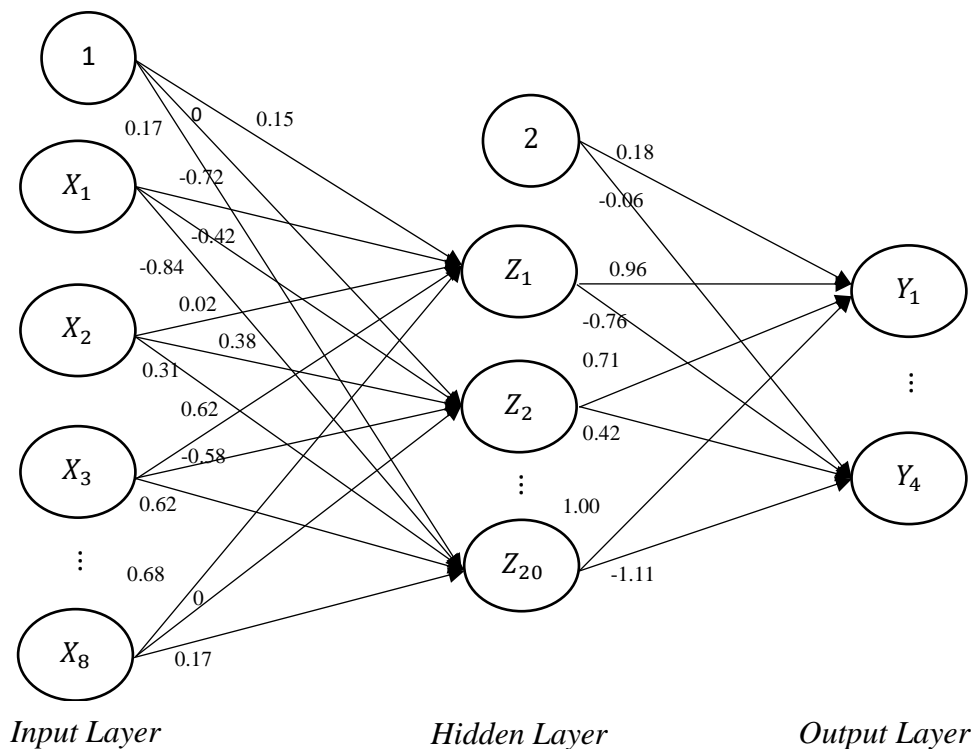 1
0
0.15
0.17
2
0.18
X₁
-0.72
-0.06
-0.42
-0.84
Z₁
0.96
Y₁
0.02
X₂
0.38
-0.76
0.31
0.71
⋮
Z₂
0.62
0.42
X₃
-0.58
Y₄
0.62
⋮
1.00
⋮
0.68
Z₂₀
-1.11
0
X₈
0.17
Input Layer
Hidden Layer
Output Layer